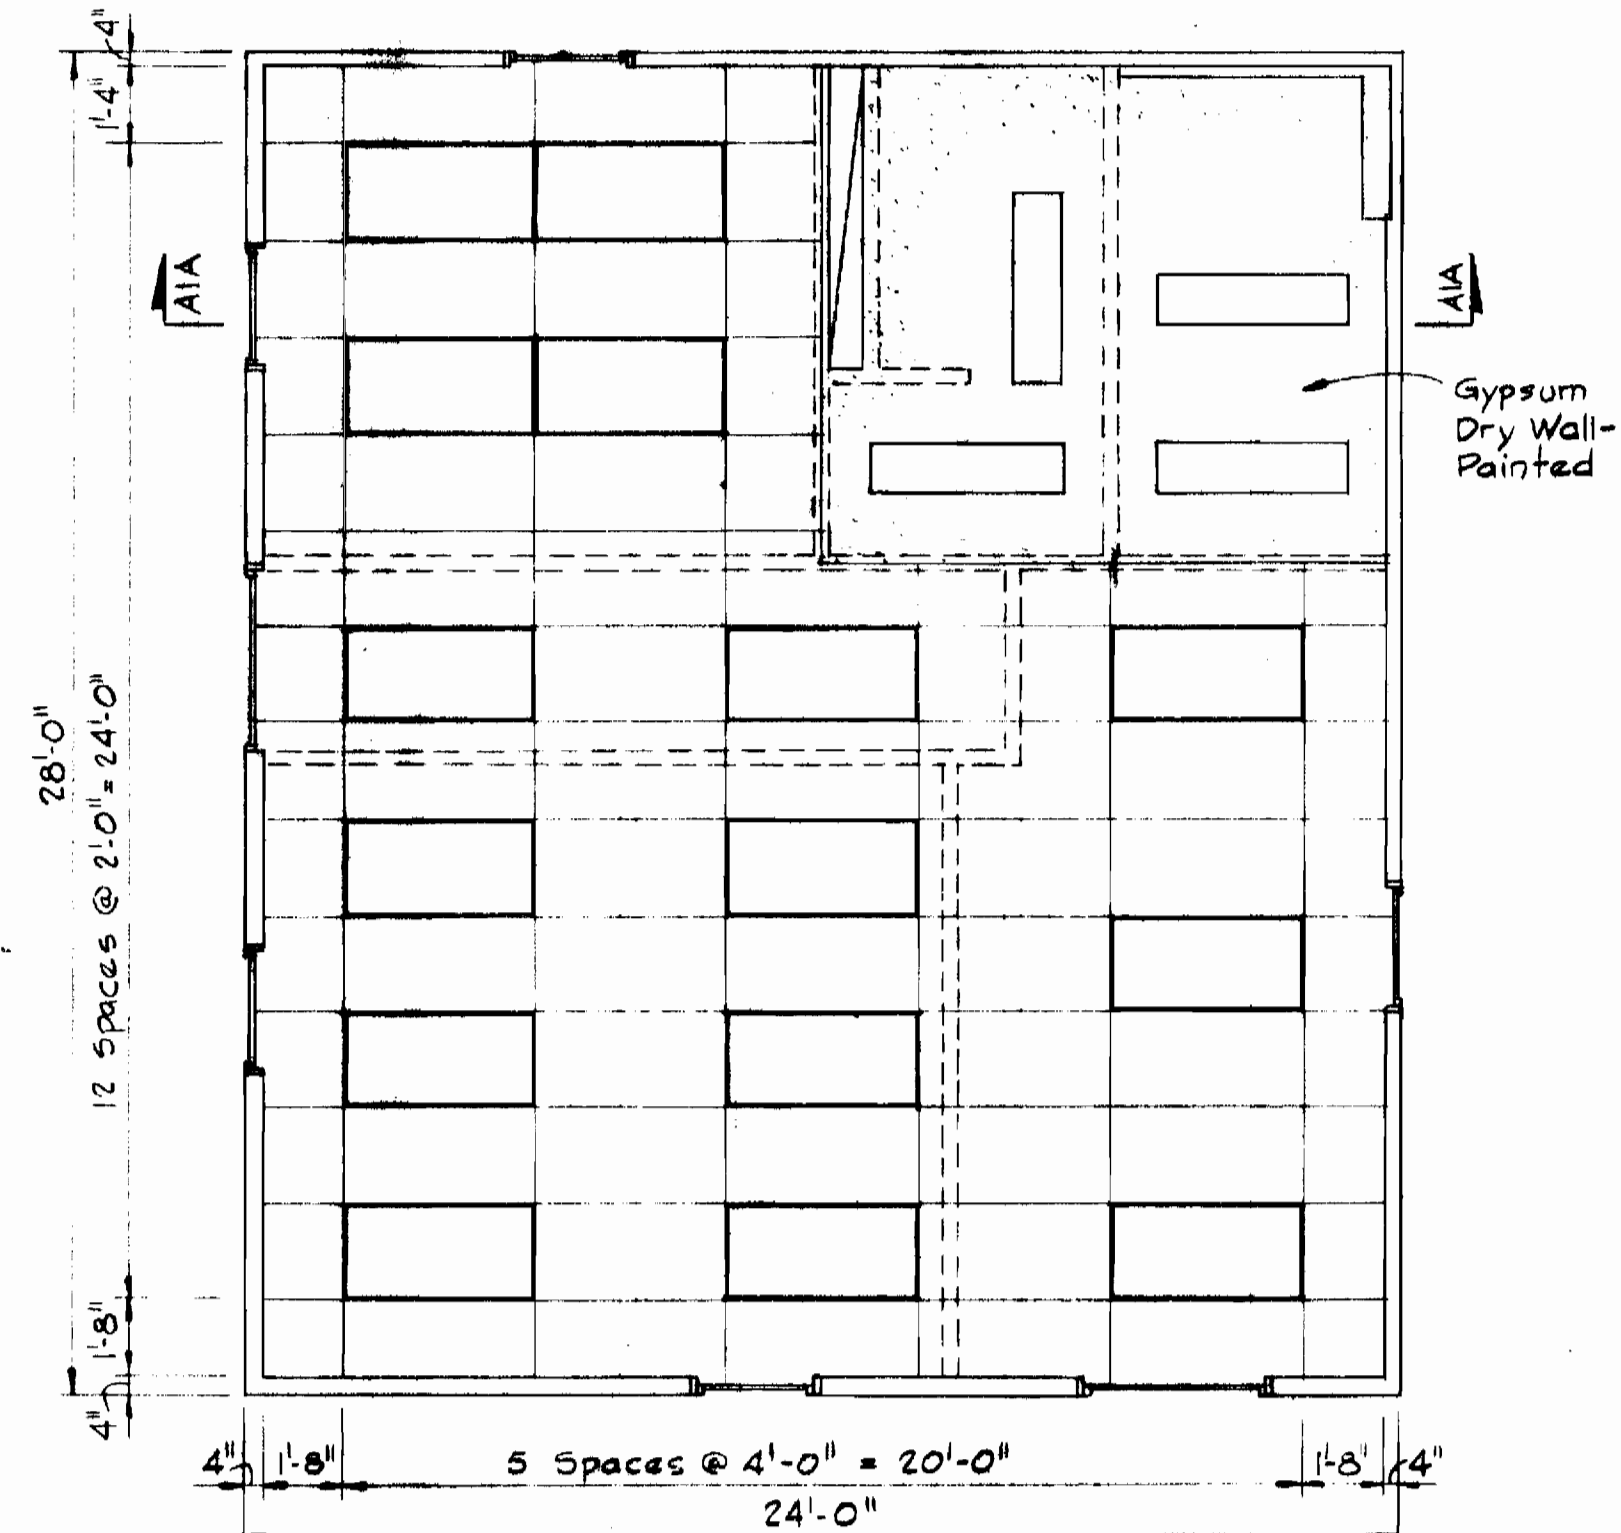 4"
1'-4"
A1A
A1A
Gypsum
Dry Wall-
Painted
28'-0"
12 Spaces @ 2'-0" = 24'-0"
1'-8"
4"
4"
1'-8"
5 Spaces @ 4'-0" = 20'-0"
1'-8"
4"
24'-0"